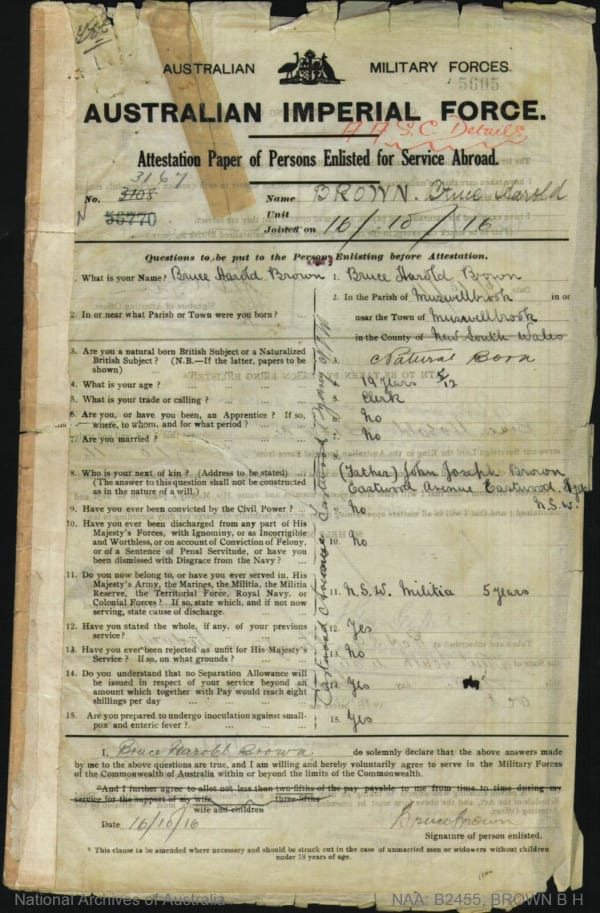 AUSTRALIAN MILITARY FORCES.
5605
AUSTRALIAN IMPERIAL FORCE.
A A S.C. Details
Attestation Paper of Persons Enlisted for Service Abroad.
3167
No. 3108 Name BROWN. Bruce Harold
56770 Unit
N Joined on 16/10/16
Questions to be put to the Person Enlisting before Attestation.
1. What is your Name? Bruce Harold Brown 1. Bruce Harold Bown
2. In or near what Parish or Town were you born? 2. In the Parish of Muswellbrook in or
near the Town of Muswellbrook
in the County of New South Wales
3. Are you a natural born British Subject or a Naturalized British Subject? (N.B.—If the latter, papers to be shown) 3. Natural Born
4. What is your age? 4. 19 Years 5/12
5. What is your trade or calling? 5. Clerk
6. Are you, or have you been, an Apprentice? If so, where, to whom, and for what period? 6. No
7. Are you married? 7. No
8. Who is your next of kin? (Address to be stated) 8. (Father) John Joseph Brown
(The answer to this question shall not be constructed as in the nature of a will.) Eastwood Avenue Eastwood
N.S.W.
9. Have you ever been convicted by the Civil Power? 9. No
10. Have you ever been discharged from any part of His Majesty's Forces, with Ignominy, or as Incorrigible and Worthless, or on account of Conviction of Felony, or of a Sentence of Penal Servitude, or have you been dismissed with Disgrace from the Navy? 10. No
11. Do you now belong to, or have you ever served in, His Majesty's Army, the Marines, the Militia, the Militia Reserve, the Territorial Force, Royal Navy, or Colonial Forces? If so, state which, and if not now serving, state cause of discharge. 11. N.S.W. Militia 5 years
12. Have you stated the whole, if any, of your previous service? 12. Yes
13. Have you ever been rejected as unfit for His Majesty's Service? If so, on what grounds? 13. No
14. Do you understand that no Separation Allowance will be issued in respect of your service beyond an amount which together with Pay would reach eight shillings per day 14. Yes
15. Are you prepared to undergo inoculation against small-pox and enteric fever? 15. Yes
Eastwood Avenue Eastwood
I, Bruce Harold Brown do solemnly declare that the above answers made
by me to the above questions are true, and I am willing and hereby voluntarily agree to serve in the Military Forces
of the Commonwealth of Australia within or beyond the limits of the Commonwealth.
*And I further agree to allot not less than two-fifths of the pay payable to me from time to time during my
three-fifths
service for the support of my wife
wife and children
Date 16/10/16 Bruce Brown
Signature of person enlisted.
* This clause to be amended where necessary and should be struck out in the case of unmarried men or widowers without children
under 18 years of age.
National Archives of Australia NAA: B2455, BROWN B H